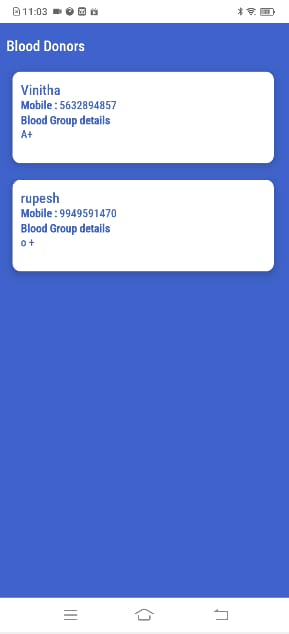 11:03
Blood Donors
Vinitha
Mobile : 5632894857
Blood Group details
A+
rupesh
Mobile : 9949591470
Blood Group details
o +